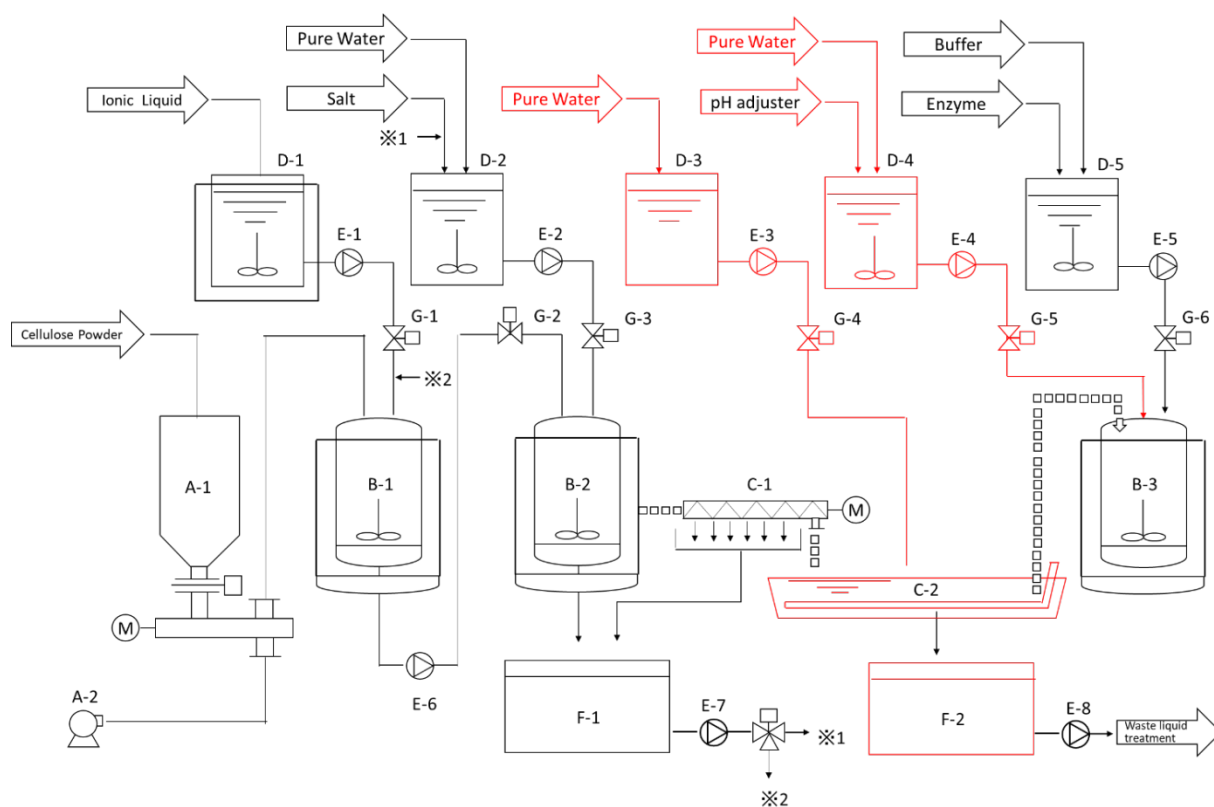 Pure Water
Pure Water
Buffer
Ionic Liquid
Salt
Pure Water
pH adjuster
Enzyme
※1
D-1
D-2
D-3
D-4
D-5
E-1
E-2
E-3
E-4
E-5
Cellulose Powder
G-1
G-2
G-3
G-4
G-5
G-6
※2
A-1
B-1
B-2
C-1
M
B-3
C-2
M
A-2
E-6
F-1
E-7
※1
※2
F-2
E-8
Waste liquid
treatment